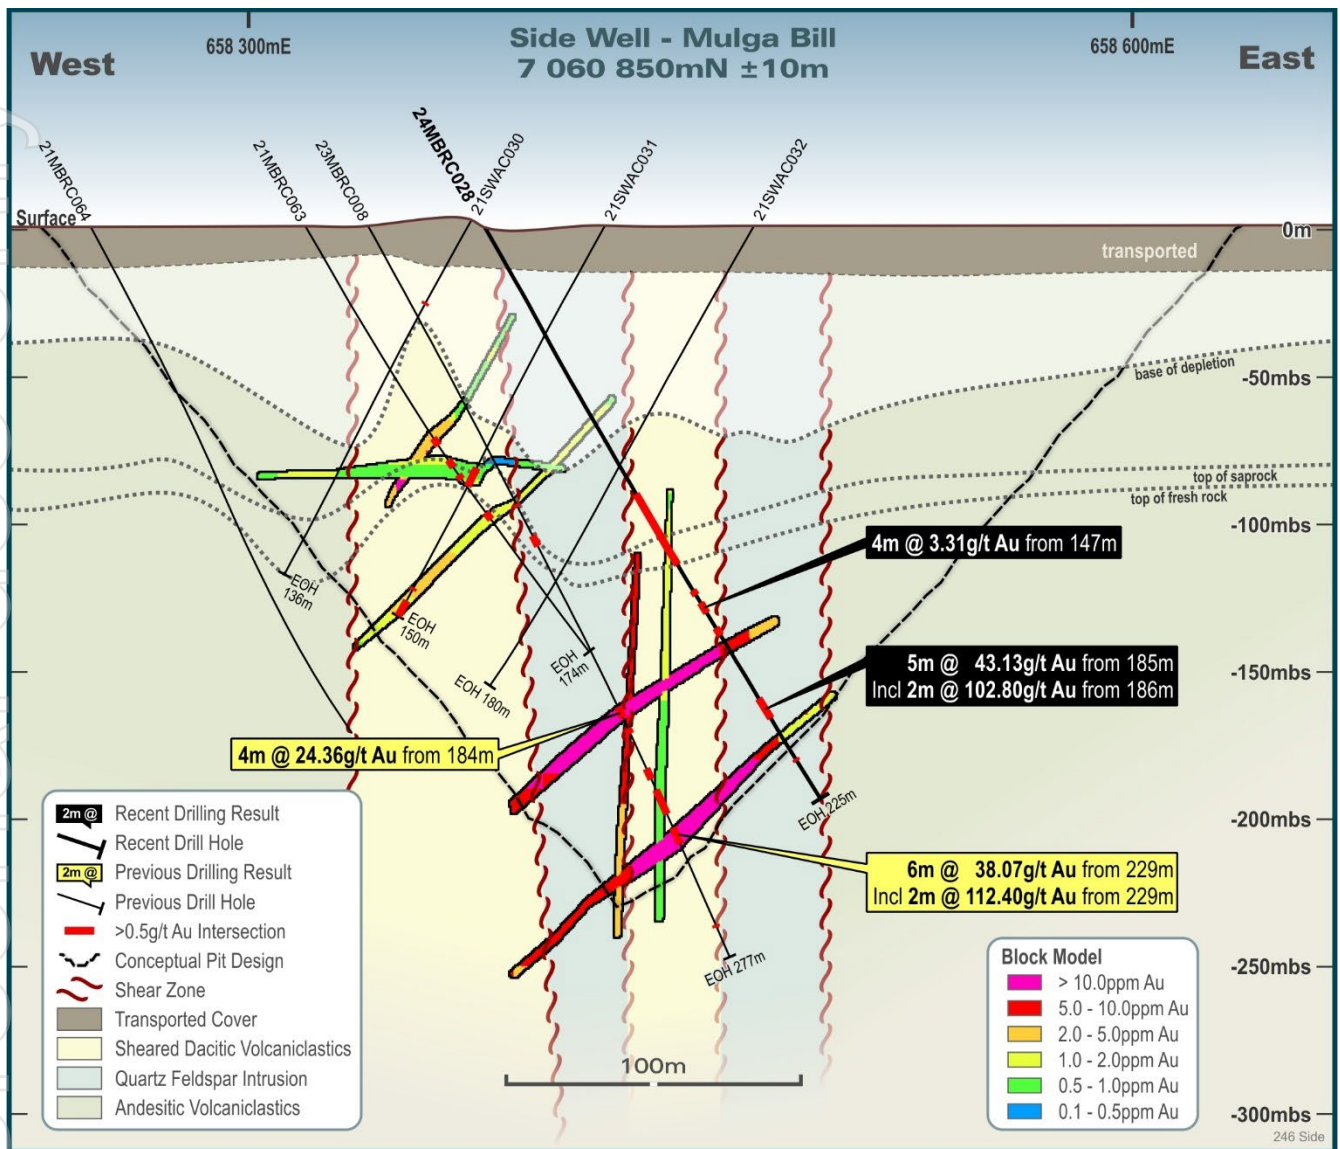 Side Well - Mulga Bill
7 060 850mN ±10m
658 300mE
658 600mE
West
East
21MBRC064
21MBRC063
23MBRC008
24MBRC028
21SWAC030
21SWAC031
21SWAC032
Surface
0m
transported
base of depletion
-50mbs
top of saprock
top of fresh rock
-100mbs
4m @ 3.31g/t Au from 147m
EOH
136m
EOH
150m
EOH
174m
EOH 180m
-150mbs
5m @ 43.13g/t Au from 185m
Incl 2m @ 102.80g/t Au from 186m
4m @ 24.36g/t Au from 184m
EOH 225m
-200mbs
6m @ 38.07g/t Au from 229m
Incl 2m @ 112.40g/t Au from 229m
EOH 277m
-250mbs
2m @ Recent Drilling Result
Recent Drill Hole
2m @ Previous Drilling Result
Previous Drill Hole
>0.5g/t Au Intersection
Conceptual Pit Design
Shear Zone
Transported Cover
Sheared Dacitic Volcaniclastics
Quartz Feldspar Intrusion
Andesitic Volcaniclastics
100m
Block Model
> 10.0ppm Au
5.0 - 10.0ppm Au
2.0 - 5.0ppm Au
1.0 - 2.0ppm Au
0.5 - 1.0ppm Au
0.1 - 0.5ppm Au
-300mbs
246 Side